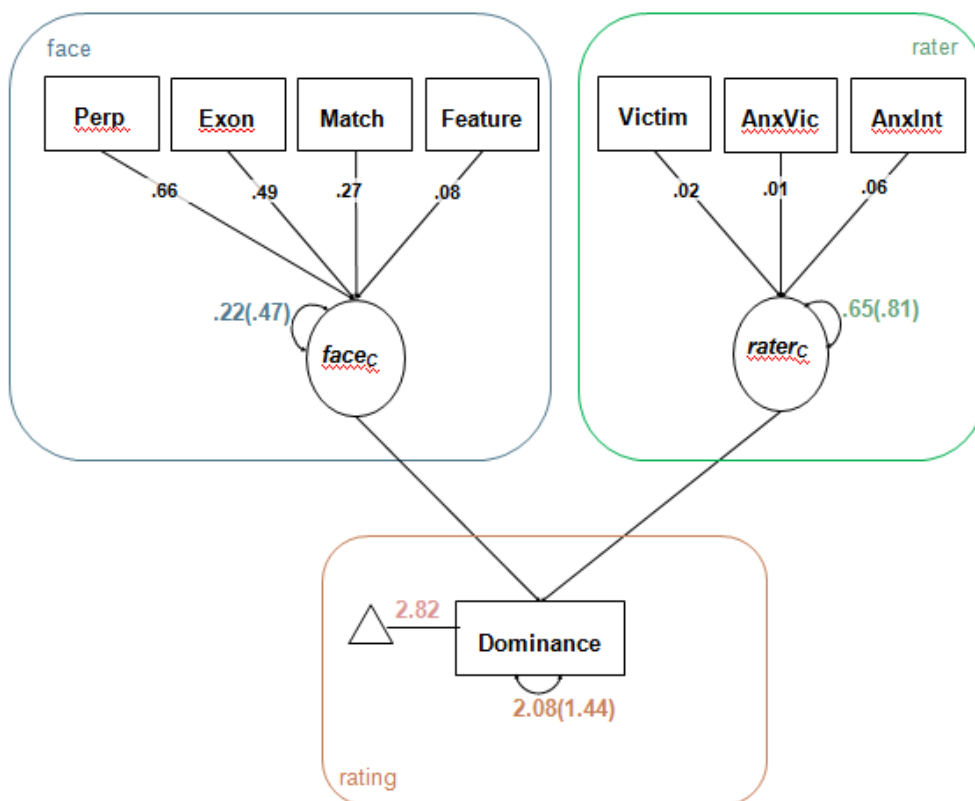 face
rater
Perp
Exon
Match
Feature
Victim
AnxVic
AnxInt
.66
.49
.27
.08
.02
.01
.06
.22(.47)
.65(.81)
faceC
raterC
2.82
Dominance
2.08(1.44)
rating